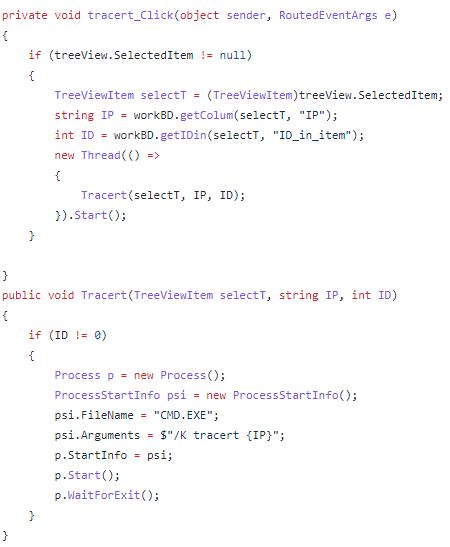 private void tracert_Click(object sender, RoutedEventArgs e)
{
    if (treeView.SelectedItem != null)
    {
        TreeViewItem selectT = (TreeViewItem)treeView.SelectedItem;
        string IP = workBD.getColum(selectT, "IP");
        int ID = workBD.getIDin(selectT, "ID_in_item");
        new Thread(() =>
        {
            Tracert(selectT, IP, ID);
        }).Start();
    }

}
public void Tracert(TreeViewItem selectT, string IP, int ID)
{
    if (ID != 0)
    {
        Process p = new Process();
        ProcessStartInfo psi = new ProcessStartInfo();
        psi.FileName = "CMD.EXE";
        psi.Arguments = $"/K tracert {IP}";
        p.StartInfo = psi;
        p.Start();
        p.WaitForExit();
    }
}